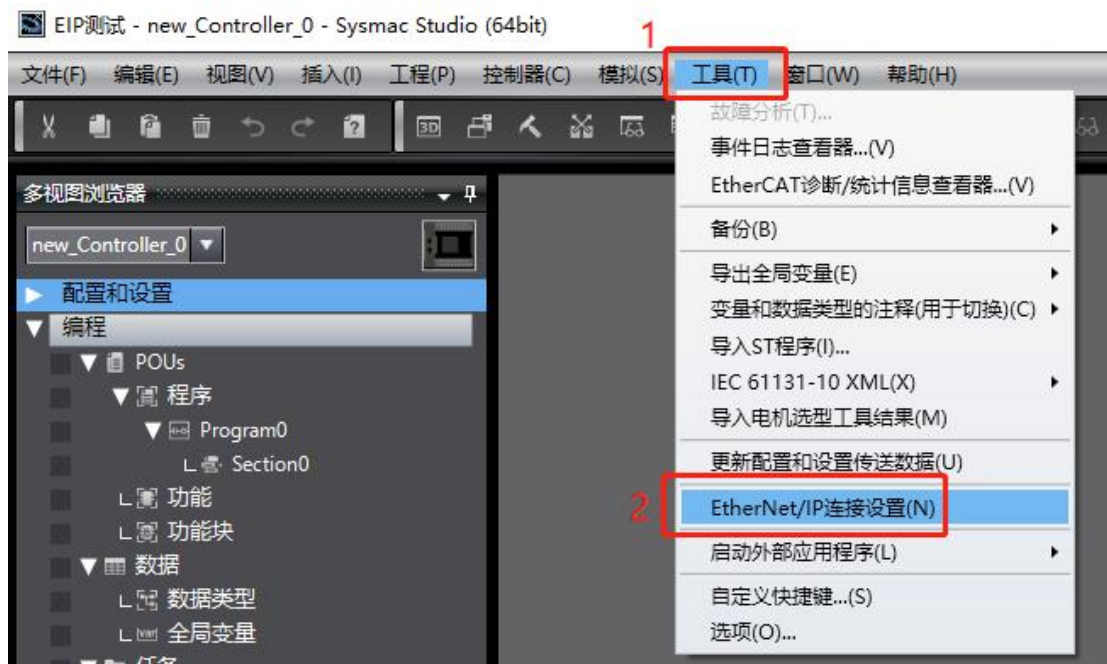 EIP测试 - new_Controller_0 - Sysmac Studio (64bit)
1
文件(F) 编辑(E) 视图(V) 插入(I) 工程(P) 控制器(C) 模拟(S) 工具(T) 窗口(W) 帮助(H)
3D
故障分析(T)...
事件日志查看器...(V)
EtherCAT诊断/统计信息查看器...(V)
备份(B)
导出全局变量(E)
变量和数据类型的注释(用于切换)(C)
导入ST程序(I)...
IEC 61131-10 XML(X)
导入电机选型工具结果(M)
更新配置和设置传送数据(U)
2
EtherNet/IP连接设置(N)
启动外部应用程序(L)
自定义快捷键...(S)
选项(O)...
多视图浏览器
new_Controller_0
配置和设置
编程
POUs
程序
Program0
Section0
功能
功能块
数据
数据类型
全局变量
任务